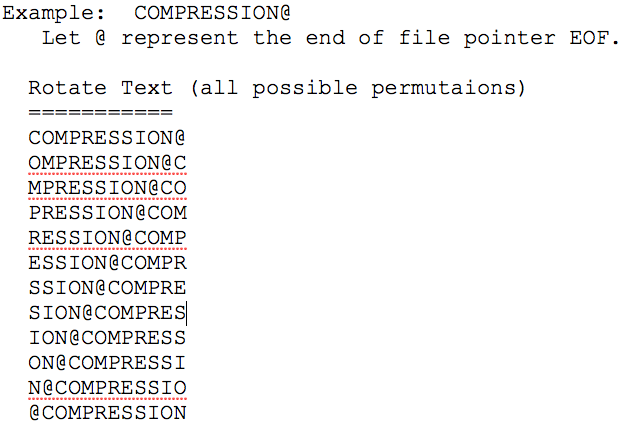 Example:  COMPRESSION@
Let @ represent the end of file pointer EOF.
Rotate Text (all possible permutaions)
===========
COMPRESSION@
OMPRESSION@C
MPRESSION@CO
PRESSION@COM
RESSION@COMP
ESSION@COMPR
SSION@COMPRE
SION@COMPRES
ION@COMPRESS
ON@COMPRESSI
N@COMPRESSIO
@COMPRESSION